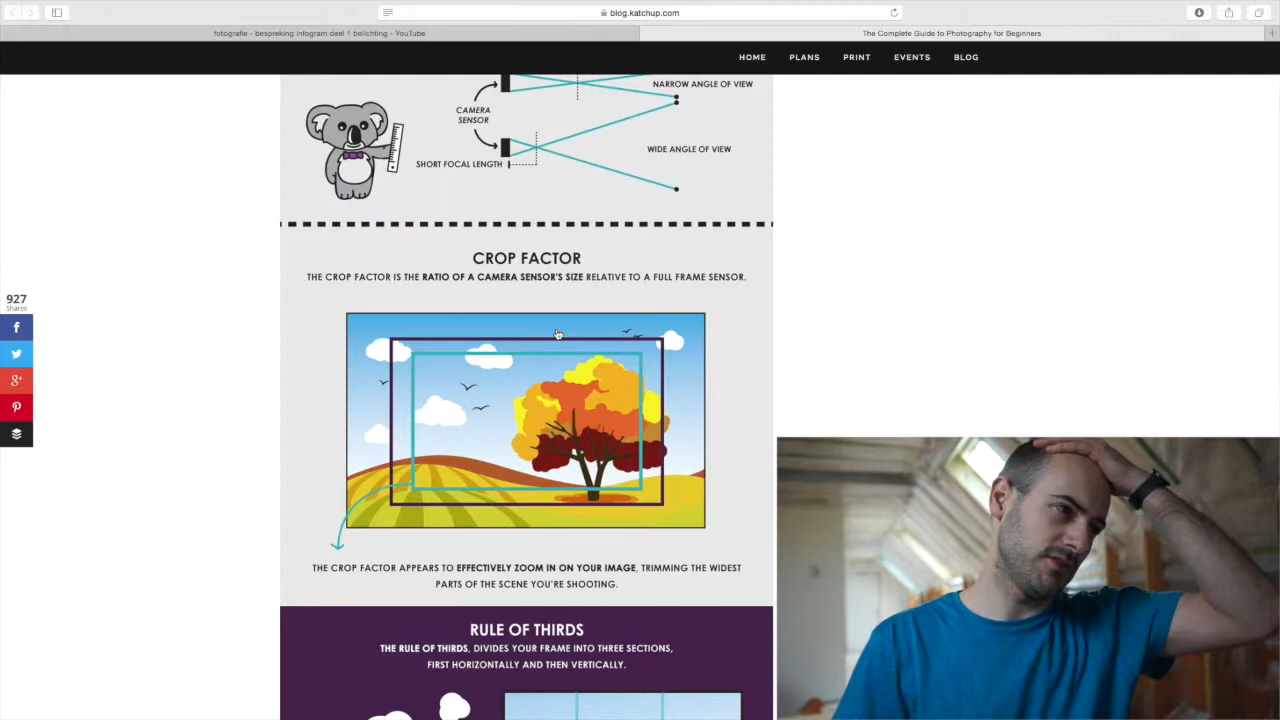 blog.katchup.com
fotografie - bespreking infogram deel 1 belichting - YouTube
The Complete Guide to Photography for Beginners
HOME PLANS PRINT EVENTS BLOG
NARROW ANGLE OF VIEW
CAMERA
SENSOR
WIDE ANGLE OF VIEW
SHORT FOCAL LENGTH
CROP FACTOR
THE CROP FACTOR IS THE RATIO OF A CAMERA SENSOR'S SIZE RELATIVE TO A FULL FRAME SENSOR.
927
Shares
THE CROP FACTOR APPEARS TO EFFECTIVELY ZOOM IN ON YOUR IMAGE, TRIMMING THE WIDEST
PARTS OF THE SCENE YOU'RE SHOOTING.
RULE OF THIRDS
THE RULE OF THIRDS, DIVIDES YOUR FRAME INTO THREE SECTIONS,
FIRST HORIZONTALLY AND THEN VERTICALLY.